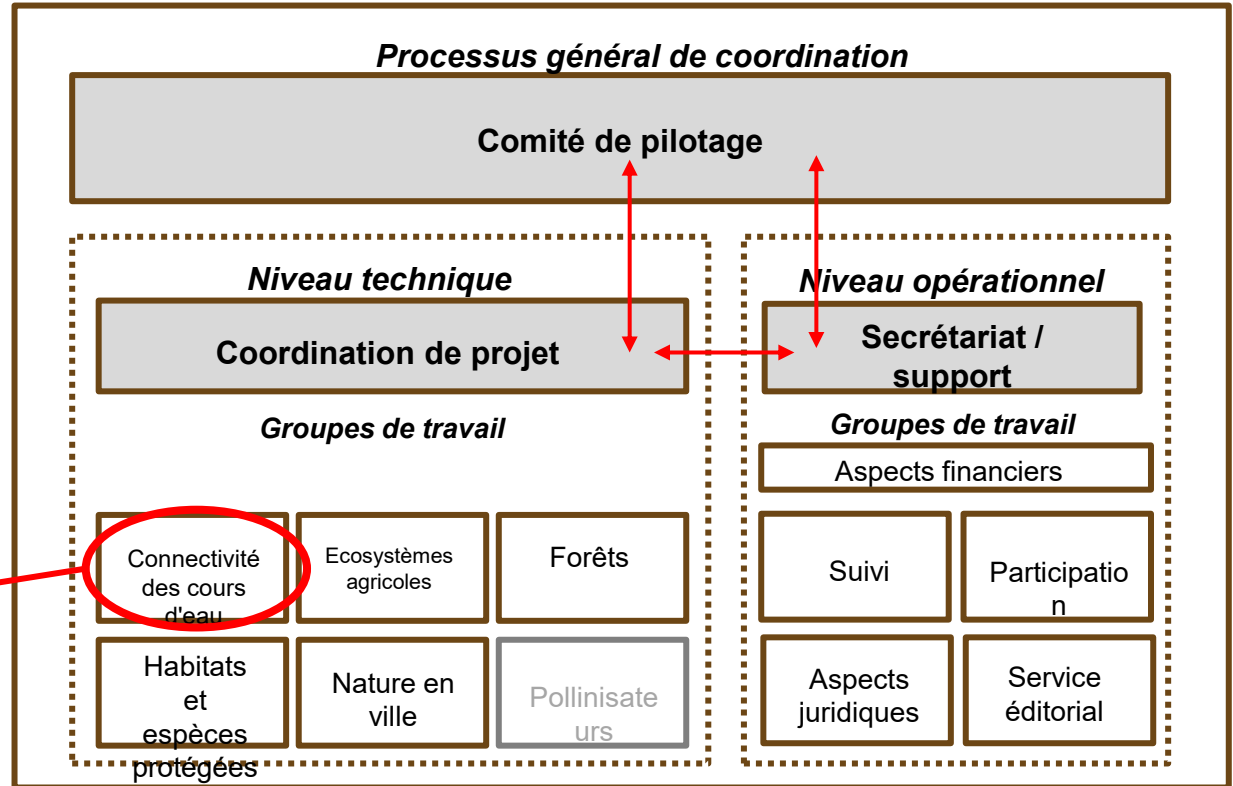 Processus général de coordination
Comité de pilotage
Niveau technique
Coordination de projet
Groupes de travail
Connectivité
des cours
d'eau
Ecosystèmes
agricoles
Forêts
Habitats
et
espèces
protégées
Nature en
ville
Pollinisate
urs
Niveau opérationnel
Secrétariat /
support
Groupes de travail
Aspects financiers
Suivi
Participatio
n
Aspects
juridiques
Service
éditorial